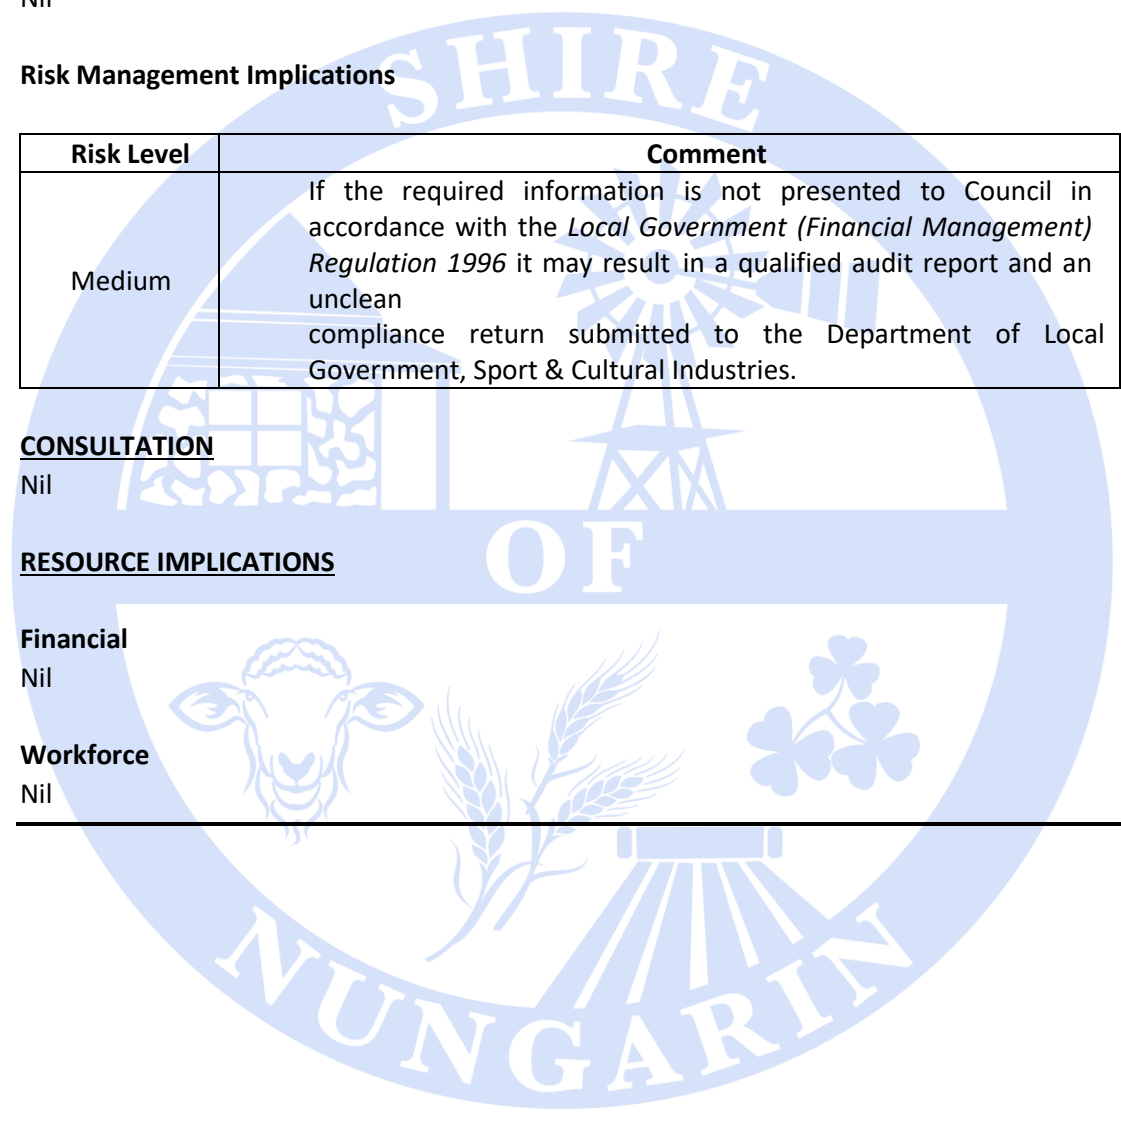 Nil
Risk Management Implications
Risk Level Comment
Medium
If the required information is not presented to Council in
accordance with the Local Government (Financial Management)
Regulation 1996 it may result in a qualified audit report and an
unclean
compliance return submitted to the Department of Local
Government, Sport & Cultural Industries.
CONSULTATION
Nil
RESOURCE IMPLICATIONS
Financial
Nil
Workforce
Nil
SHIRE
OF
NUNGARIN